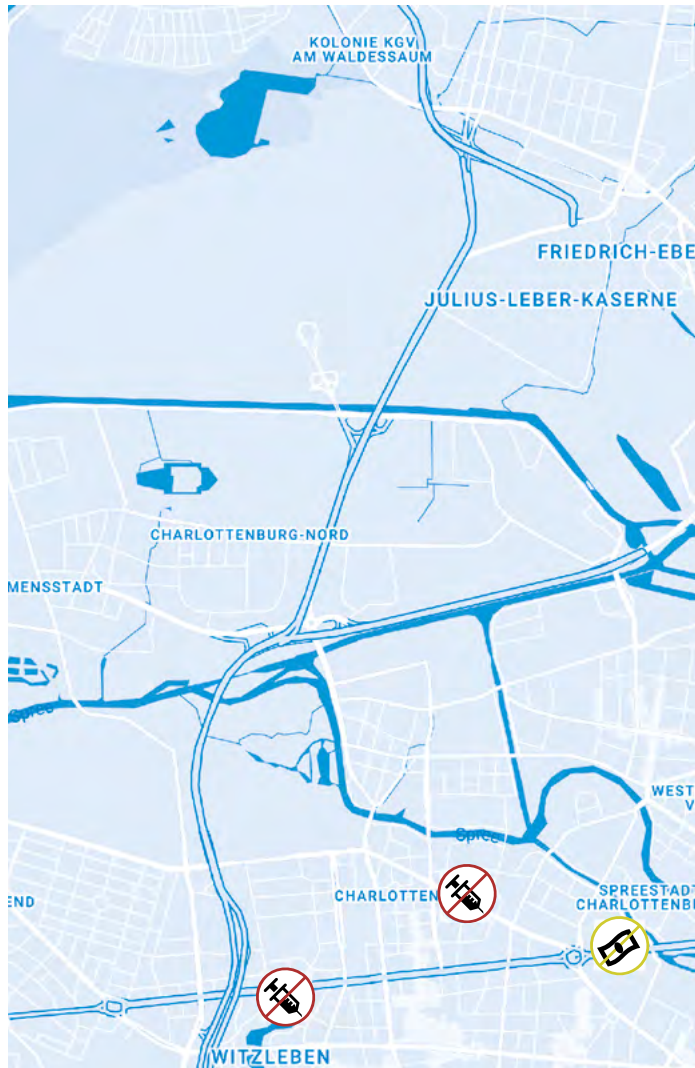 KOLONIE KGV
AM WALDESSAUM
FRIEDRICH-EBE
JULIUS-LEBER-KASERNE
CHARLOTTENBURG-NORD
MENSSTADT
Spree
WEST
V
Spree
END
CHARLOTTEN
SPREESTADT
CHARLOTTENB
WITZLEBEN